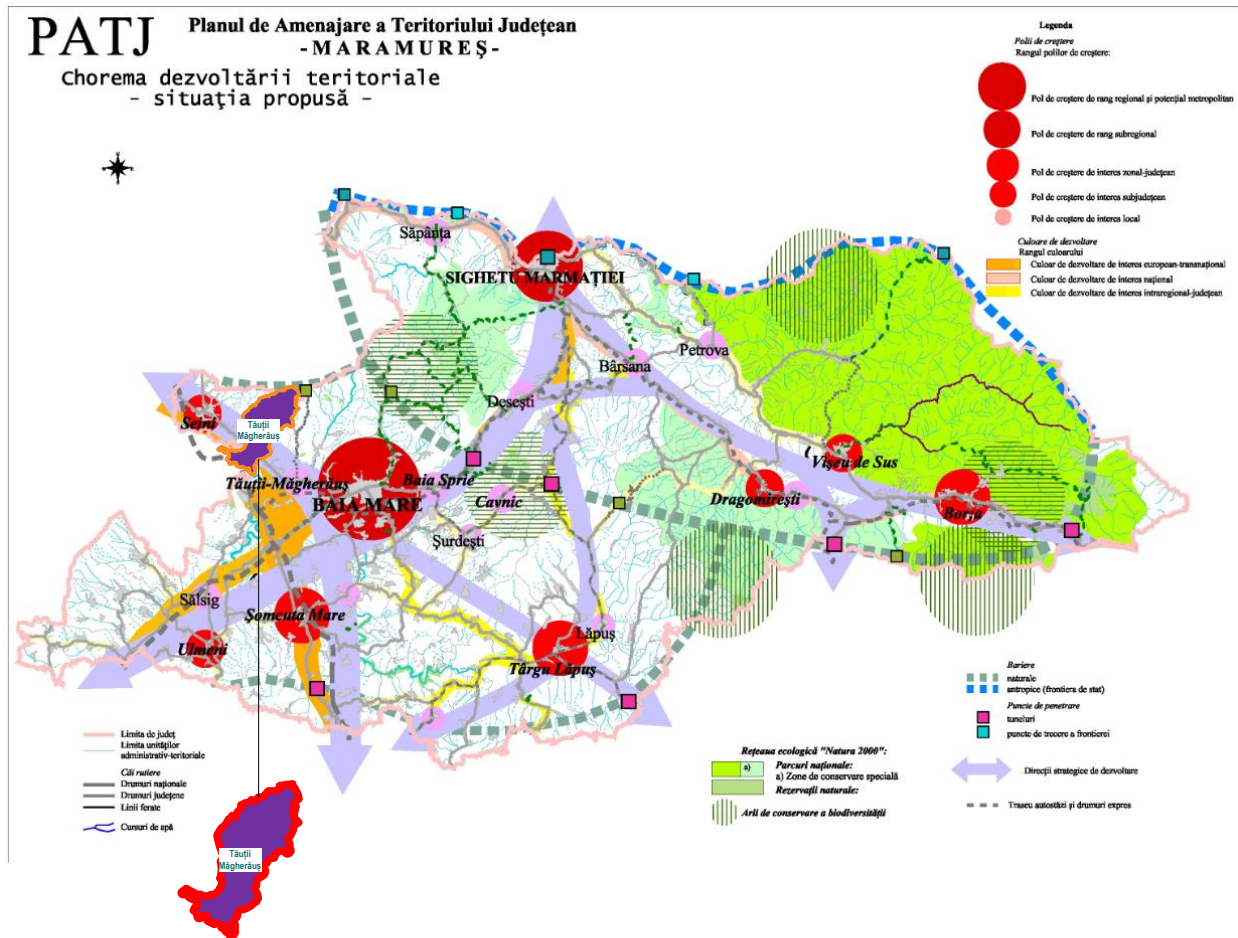 PATJ
Planul de Amenajare a Teritoriului Județean
- MARAMUREȘ -
Chorema dezvoltării teritoriale
- situația propusă -
Legenda
Polii de creștere
Rangul polilor de creștere:
Pol de creștere de rang regional și potențial metropolitan
Pol de creștere de rang subregional
Pol de creștere de interes zonal-județean
Pol de creștere de interes subjudețean
Pol de creștere de interes local
Culoare de dezvoltare
Rangul culoarului
Culoar de dezvoltare de interes european-transnațional
Culoar de dezvoltare de interes național
Culoar de dezvoltare de interes intraregional-județean
Săpânța
SIGHETU MARMAȚIEI
Petrova
Bârsana
Desești
Seini
Tăuții
Măgherăuș
Tăuții-Măgherăuș
Baia Sprie
BAIA MARE
Cavnic
Șurdești
Vișeu de Sus
Dragomirești
Borșa
Sălsig
Șomcuta Mare
Ulmeni
Lăpuș
Târgu Lăpuș
Bariere
naturale
antropice (frontiera de stat)
Puncte de penetrare
tuneluri
puncte de trecere a frontierei
Limita de județ
Limita unităților
administrativ-teritoriale
Căi rutiere
Drumuri naționale
Drumuri județene
Linii ferate
Cursuri de apă
Rețeaua ecologică "Natura 2000":
Parcuri naționale:
a)
a) Zone de conservare specială
Rezervații naturale:
Arii de conservare a biodiversității
Direcții strategice de dezvoltare
Traseu autostrăzi și drumuri expres
Tăuții
Măgherăuș